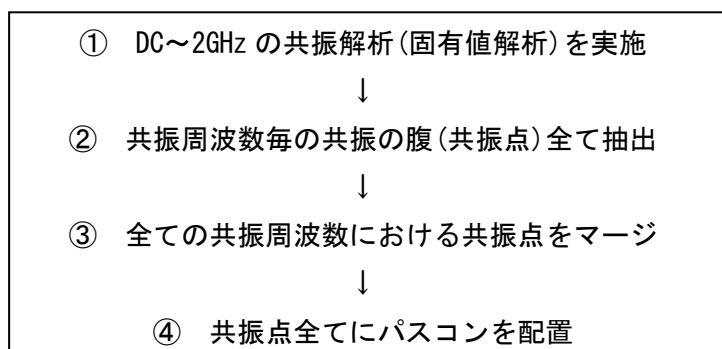 ① DC～2GHz の共振解析(固有値解析)を実施
↓
② 共振周波数毎の共振の腹(共振点)全て抽出
↓
③ 全ての共振周波数における共振点をマージ
↓
④ 共振点全てにパスコンを配置